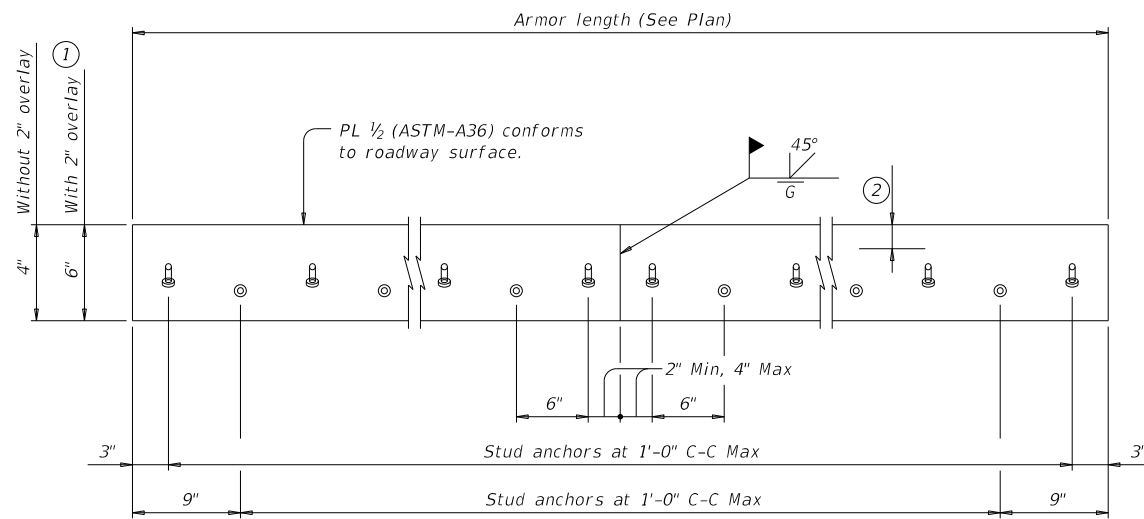 Armor length (See Plan)
1
Without 2" overlay
With 2" overlay
PL ½ (ASTM-A36) conforms
to roadway surface.
45°
G
2
4"
6"
2" Min, 4" Max
6"
6"
3"
Stud anchors at 1'-0" C-C Max
3"
9"
Stud anchors at 1'-0" C-C Max
9"